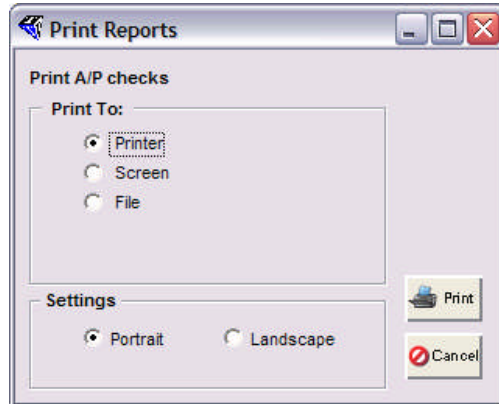 Print Reports
Print A/P checks
Print To:
Printer
Screen
File
Settings
Portrait Landscape
Print
Cancel